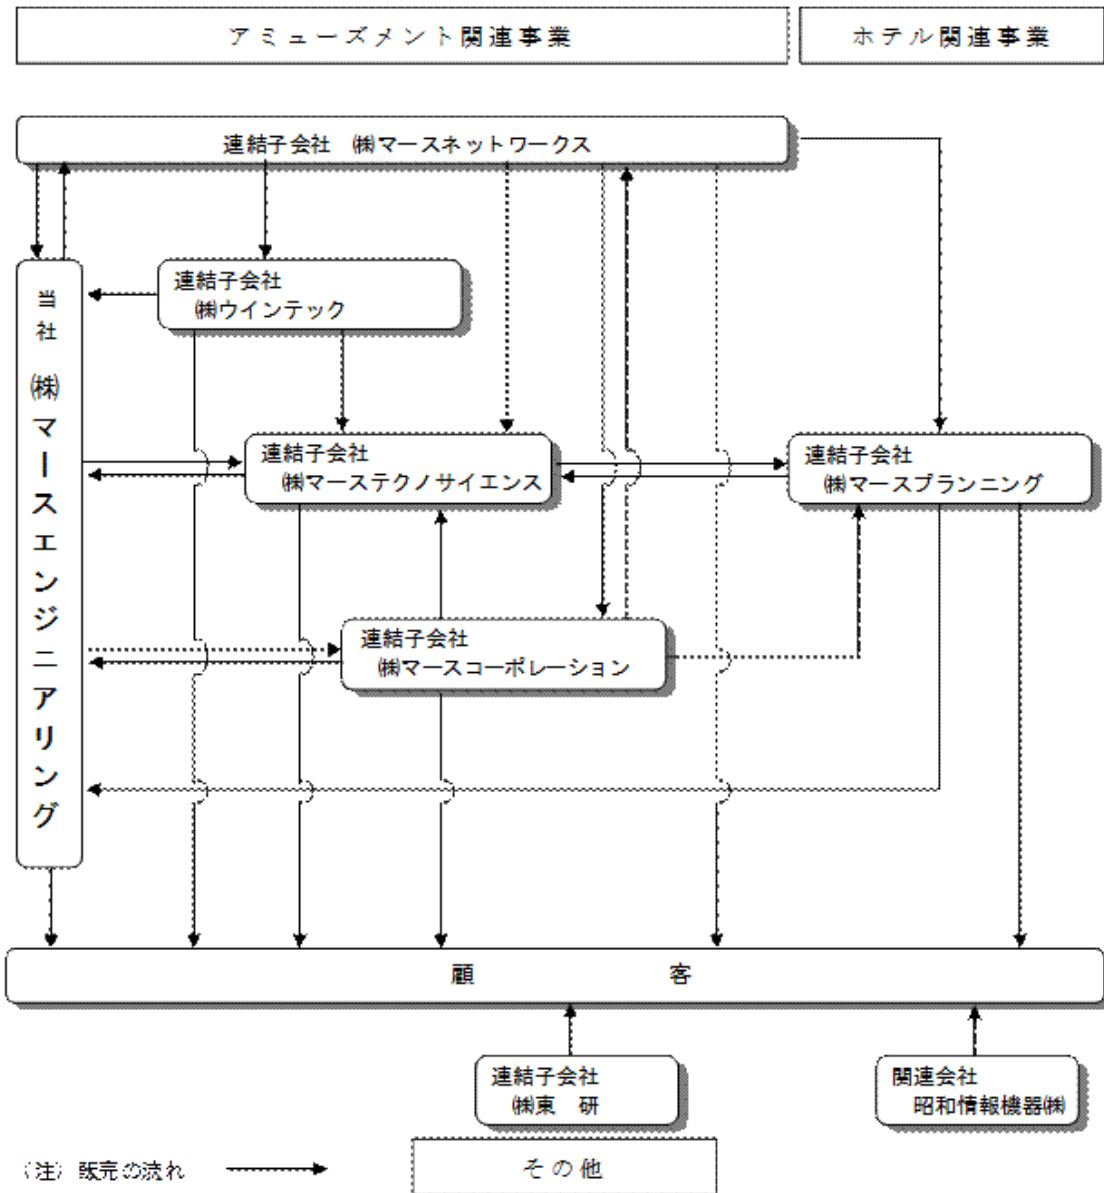 アミューズメント関連事業
ホテル関連事業
連結子会社 ㈱マースネットワークス
連結子会社
㈱ウインテック
当社 ㈱マースエンジニアリング
連結子会社
㈱マーステクノサイエンス
連結子会社
㈱マースプランニング
連結子会社
㈱マースコーポレーション
顧客
連結子会社
㈱東 研
関連会社
昭和情報機器㈱
その他
(注) 販売の流れ